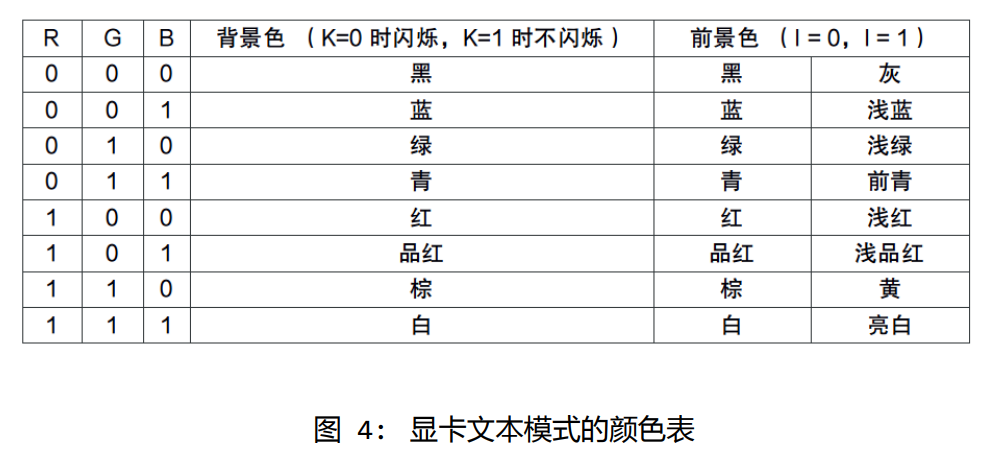 R G B 背景色 （K=0 时闪烁，K=1 时不闪烁） 前景色 （I = 0，I = 1）
0 0 0 黑 黑 灰
0 0 1 蓝 蓝 浅蓝
0 1 0 绿 绿 浅绿
0 1 1 青 青 前青
1 0 0 红 红 浅红
1 0 1 品红 品红 浅品红
1 1 0 棕 棕 黄
1 1 1 白 白 亮白
图 4: 显卡文本模式的颜色表